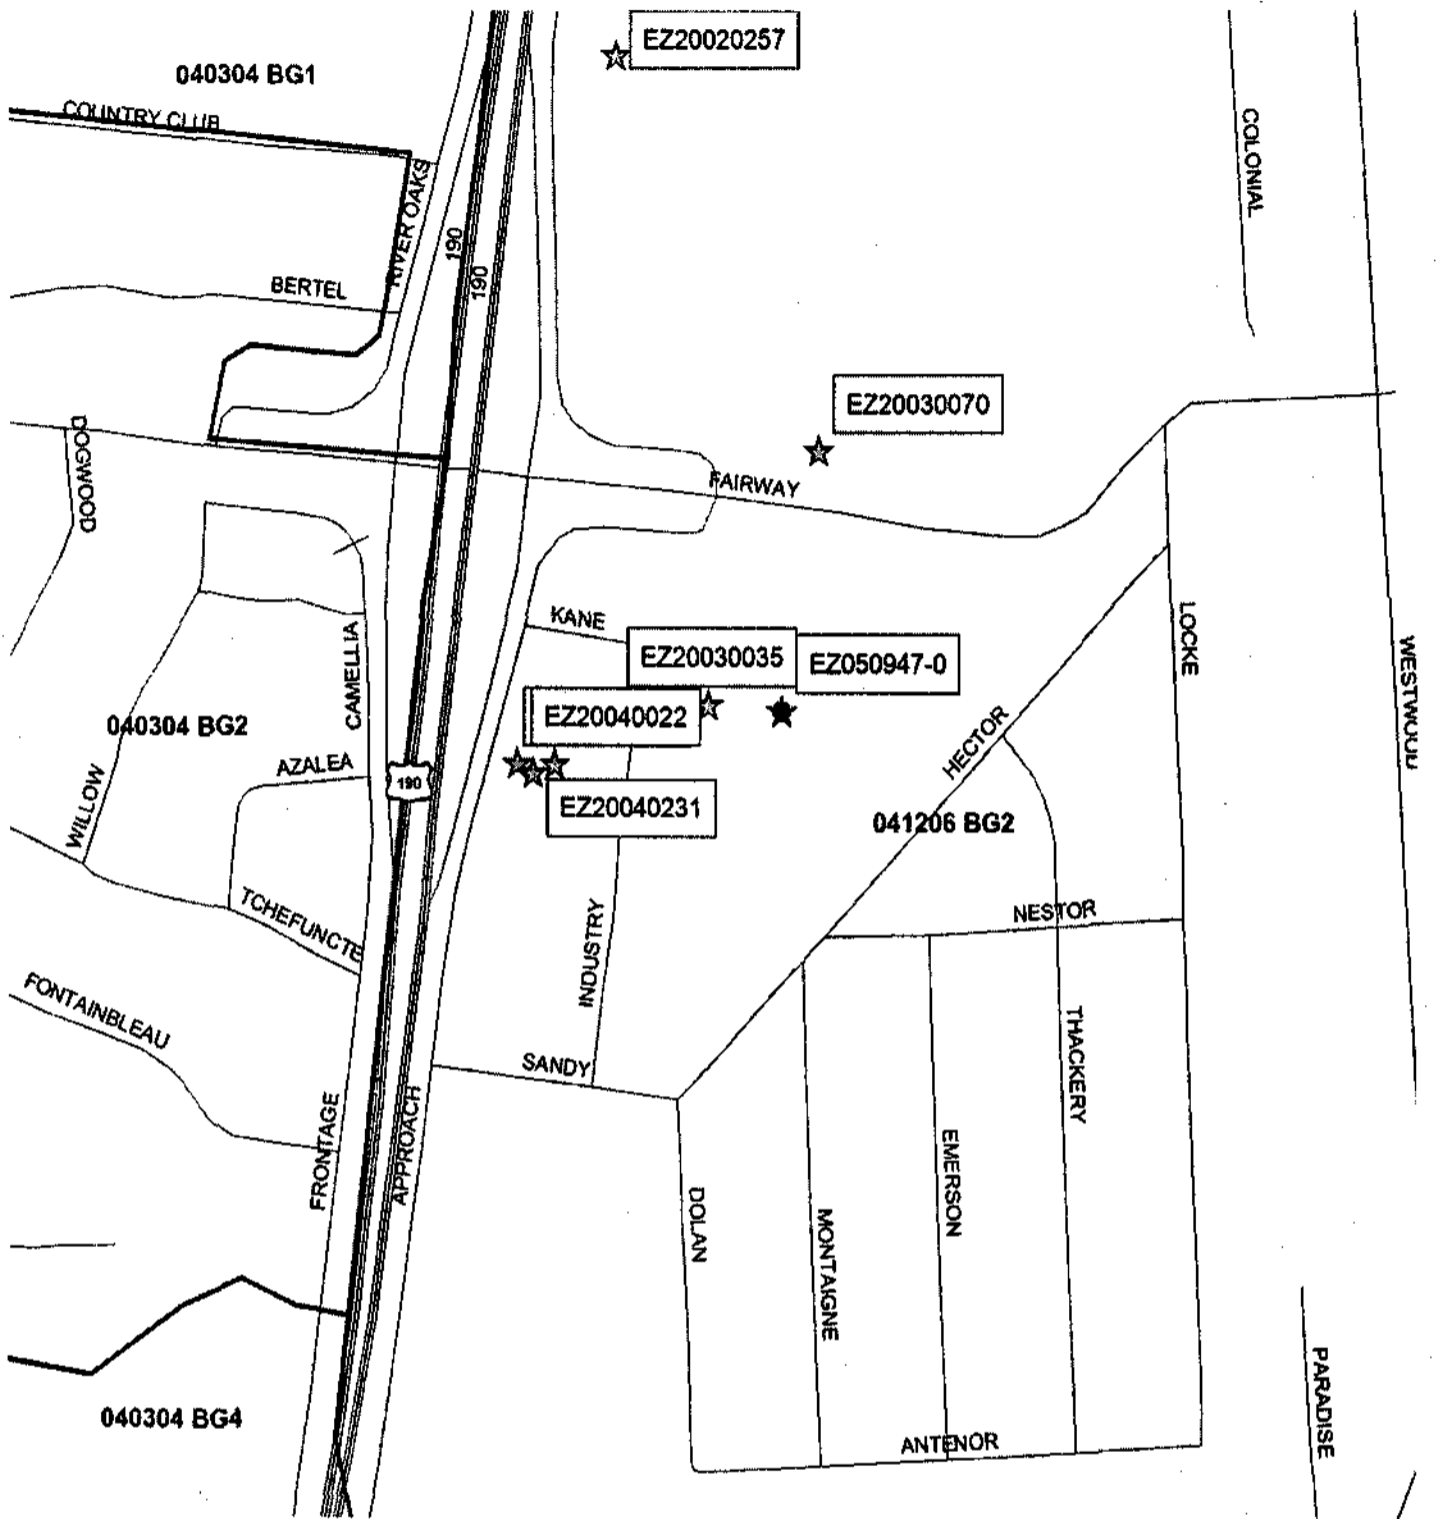 EZ20020257
040304 BG1
COUNTRY CLUB
COLONIAL
RIVER OAKS
190
190
BERTEL
EZ20030070
DOGWOOD
FAIRWAY
KANE
LOCKE
CAMELLIA
EZ20030035
EZ050947-0
WESTWOOD
EZ20040022
040304 BG2
HECTOR
AZALEA
190
WILLOW
EZ20040231
041206 BG2
TCHEFUNCTE
NESTOR
INDUSTRY
FONTAINBLEAU
THACKERY
SANDY
FRONTAGE
APPROACH
EMERSON
DOLAN
MONTAIGNE
PARADISE
040304 BG4
ANTENOR